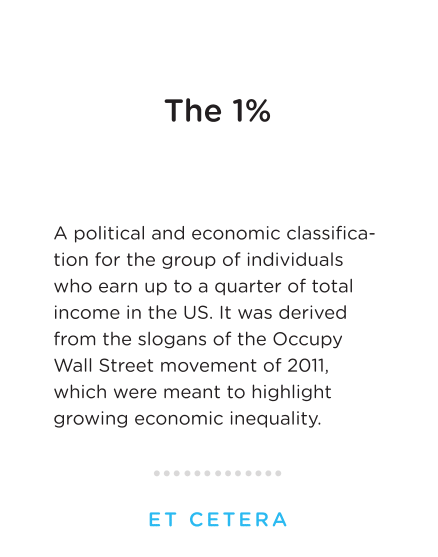 The 1%
A political and economic classifica-
tion for the group of individuals
who earn up to a quarter of total
income in the US. It was derived
from the slogans of the Occupy
Wall Street movement of 2011,
which were meant to highlight
growing economic inequality.
ET CETERA